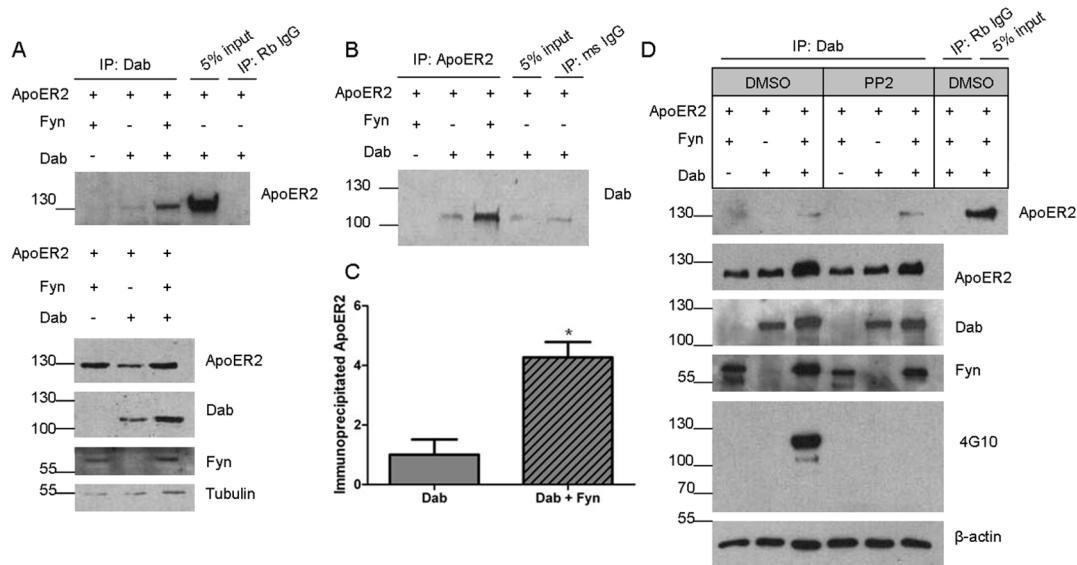 A
IP: Dab
5% input
IP: Rb IgG
ApoER2 + + + + +
Fyn + - + - -
Dab - + + + +
130
ApoER2
ApoER2 + + +
Fyn + - +
Dab - + +
130
ApoER2
130
100
Dab
55
Fyn
55
Tubulin
B
IP: ApoER2
5% input
IP: ms IgG
ApoER2 + + + + +
Fyn + - + - -
Dab - + + + +
130
100
Dab
C
Immunoprecipitated ApoER2
6
4
2
0
*
Dab
Dab + Fyn
D
IP: Dab
IP: Rb IgG
5% input
DMSO
PP2
DMSO
ApoER2 + + + + + + + +
Fyn + - + + - + + +
Dab - + + - + + + +
130
ApoER2
130
ApoER2
130
100
Dab
55
Fyn
130
100
70
55
4G10
β-actin